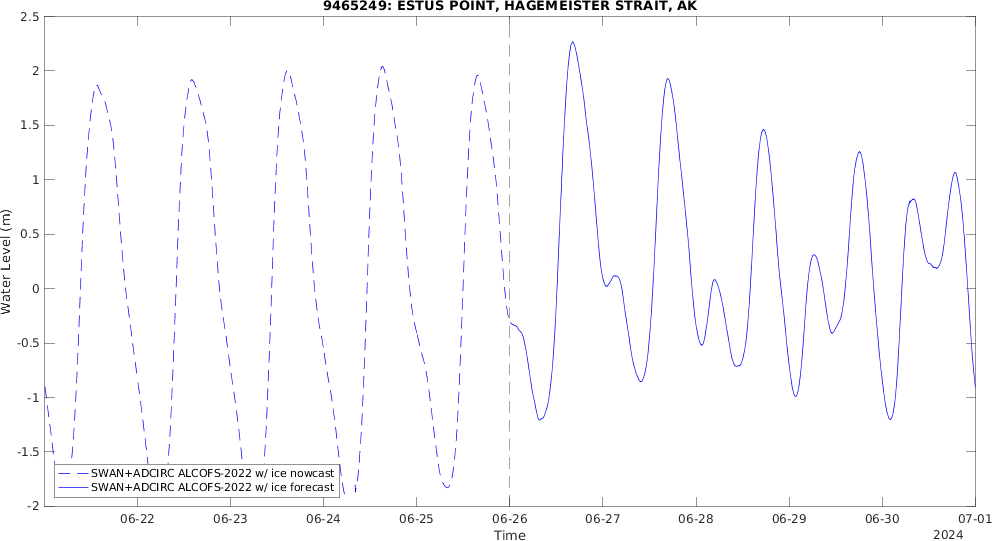 9465249: ESTUS POINT, HAGEMEISTER STRAIT, AK
2.5
2
1.5
1
0.5
0
-0.5
-1
-1.5
-2
Water Level (m)
SWAN+ADCIRC ALCOFS-2022 w/ ice nowcast
SWAN+ADCIRC ALCOFS-2022 w/ ice forecast
06-22 06-23 06-24 06-25 06-26 06-27 06-28 06-29 06-30 07-01
Time
2024